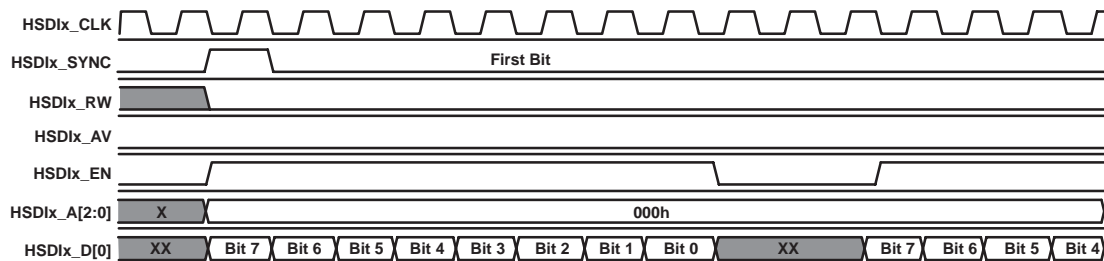 HSDIx_CLK
HSDIx_SYNC First Bit
HSDIx_RW
HSDIx_AV
HSDIx_EN
HSDIx_A[2:0] X 000h
HSDIx_D[0] XX Bit 7 Bit 6 Bit 5 Bit 4 Bit 3 Bit 2 Bit 1 Bit 0 XX Bit 7 Bit 6 Bit 5 Bit 4